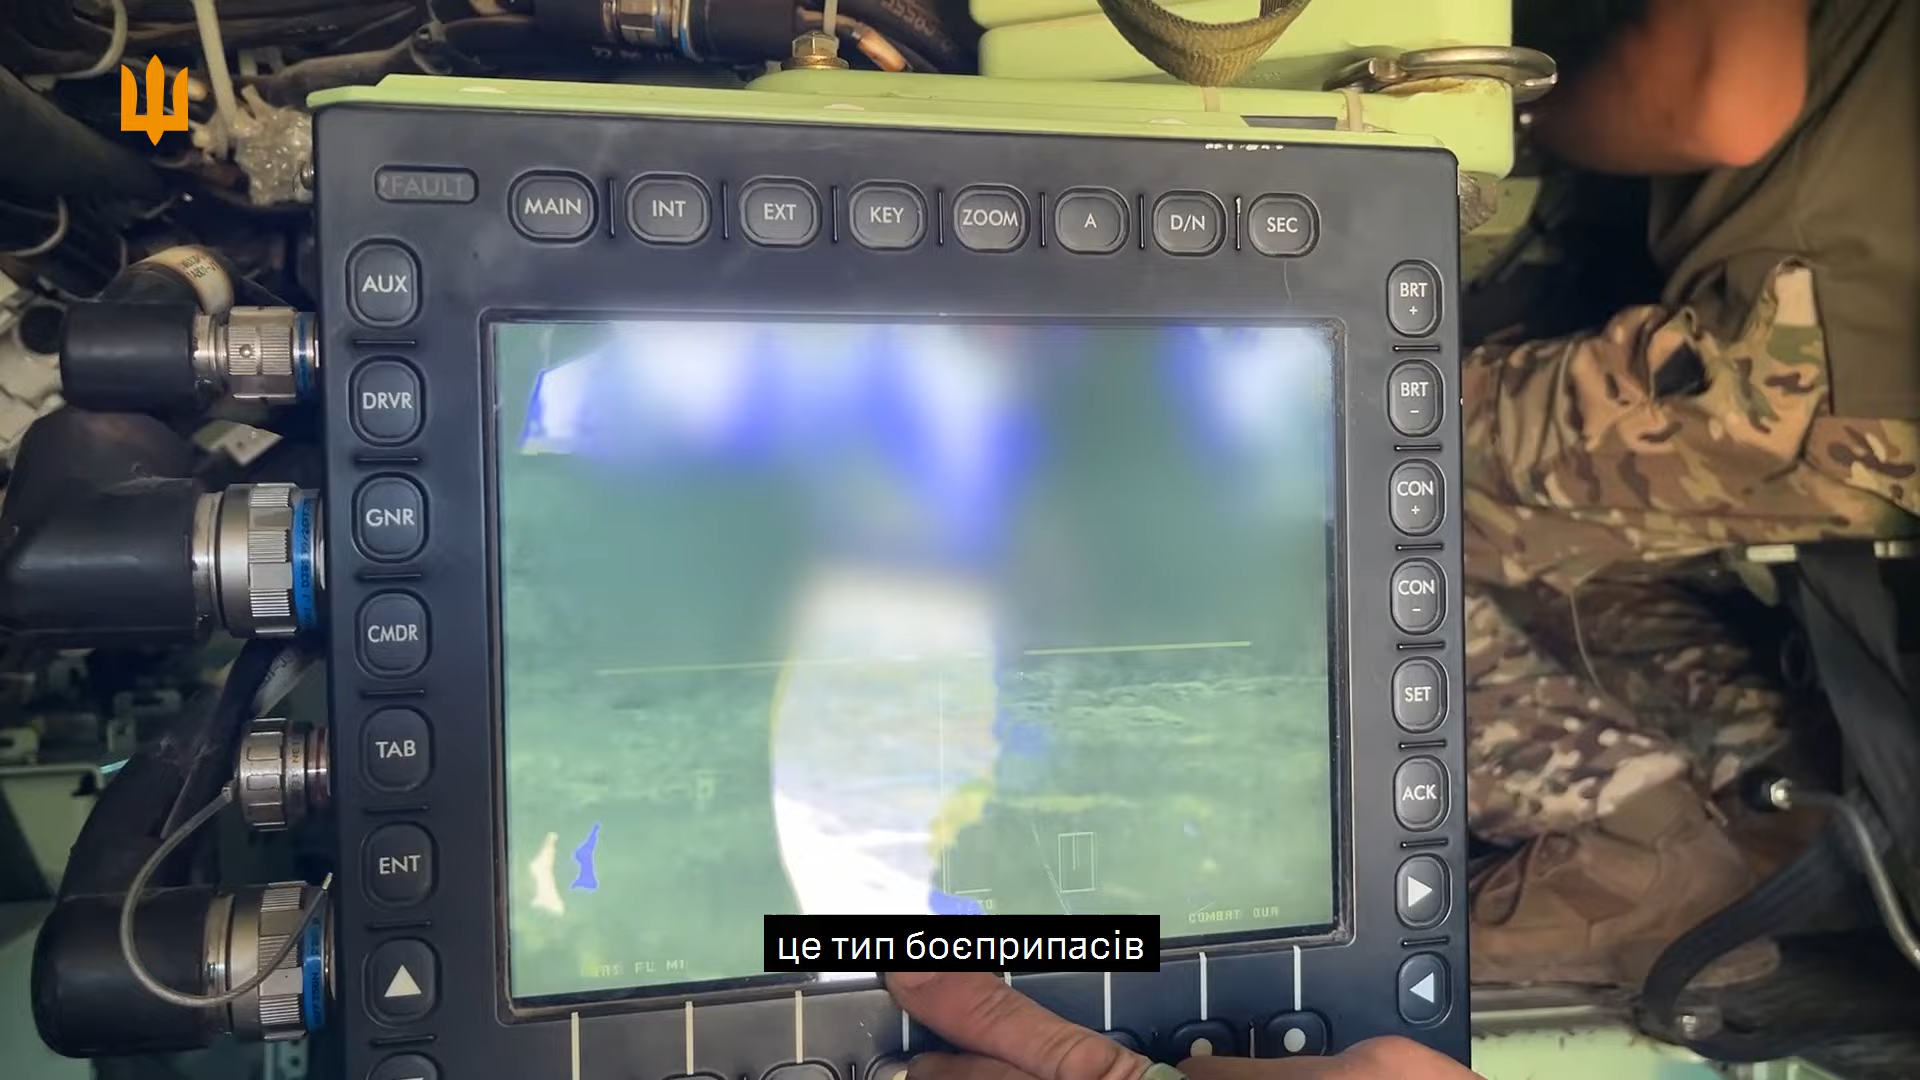 FAULT
MAIN
INT
EXT
KEY
ZOOM
A
D/N
SEC
AUX
DRVR
GNR
CMDR
TAB
ENT
BRT
+
BRT
-
CON
+
CON
-
SET
ACK
COMBAT DUR
це тип боєприпасів